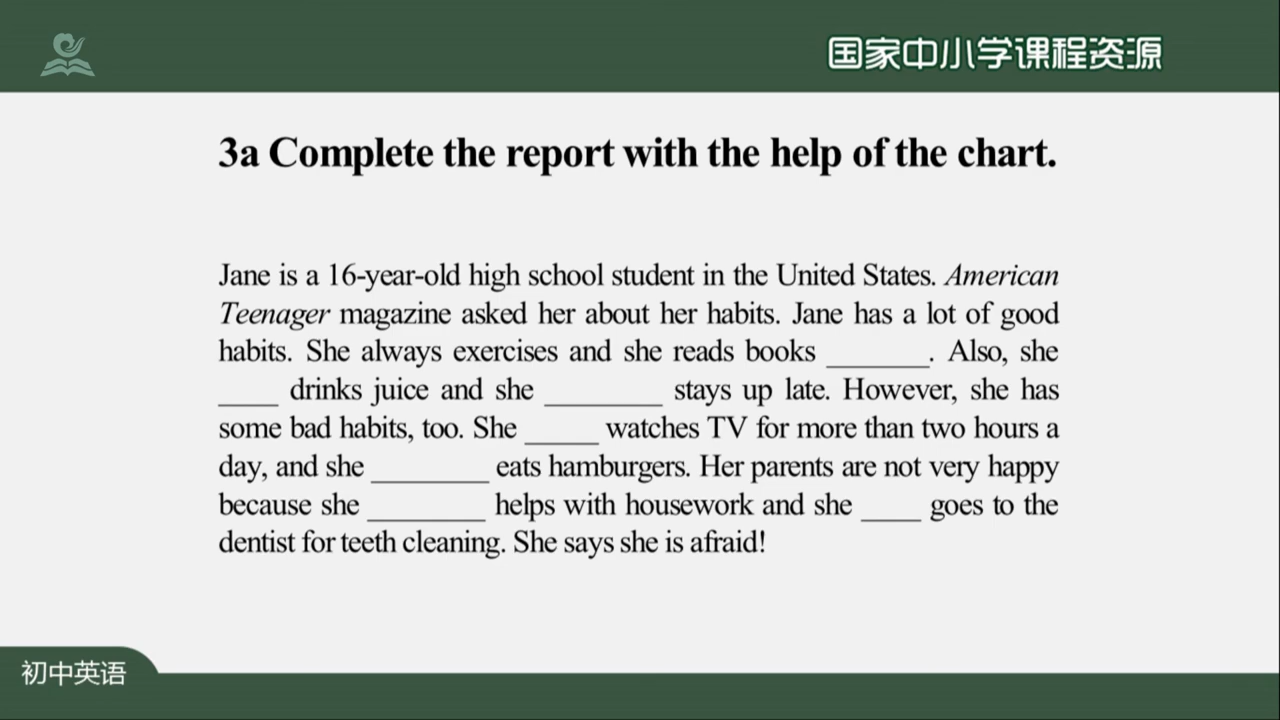 国家中小学课程资源
3a Complete the report with the help of the chart.
Jane is a 16-year-old high school student in the United States. American
Teenager magazine asked her about her habits. Jane has a lot of good
habits. She always exercises and she reads books _______. Also, she
____ drinks juice and she ________ stays up late. However, she has
some bad habits, too. She _____ watches TV for more than two hours a
day, and she ________ eats hamburgers. Her parents are not very happy
because she ________ helps with housework and she ____ goes to the
dentist for teeth cleaning. She says she is afraid!
初中英语